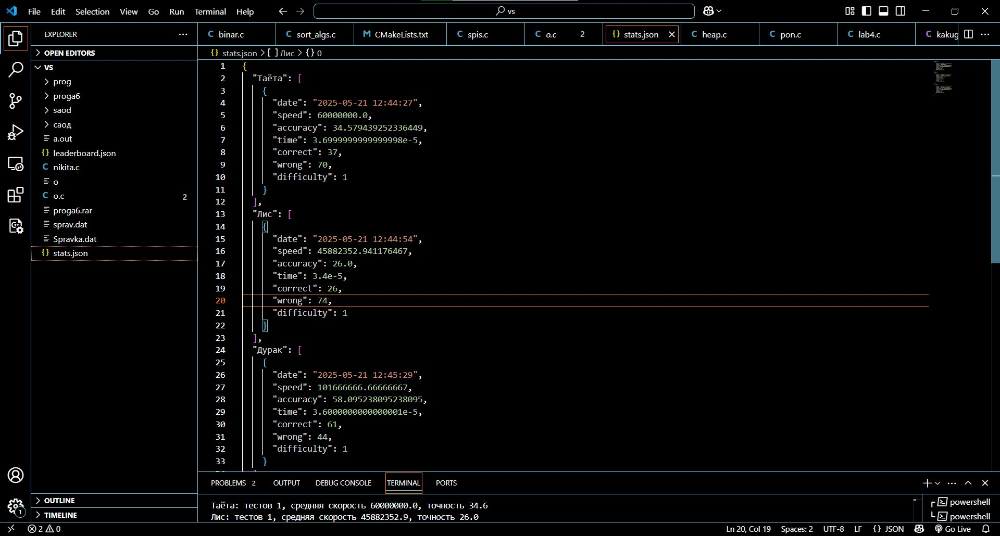 File Edit Selection View Go Run Terminal Help vs
EXPLORER
binar.c sort_algs.c CMakeLists.txt spis.c o.c 2 stats.json heap.c pon.c lab4.c kakug
OPEN EDITORS
VS
prog
proga6
saod
саод
a.out
leaderboard.json
nikita.c
o
o.c 2
proga6.rar
sprav.dat
Spravka.dat
stats.json
OUTLINE
TIMELINE
{} stats.json > [ ] Лис > {} 0
1 {
2 "Таёта": [
3 {
4 "date": "2025-05-21 12:44:27",
5 "speed": 60000000.0,
6 "accuracy": 34.579439252336449,
7 "time": 3.6999999999999998e-5,
8 "correct": 37,
9 "wrong": 70,
10 "difficulty": 1
11 }
12 ],
13 "Лис": [
14 {
15 "date": "2025-05-21 12:44:54",
16 "speed": 45882352.941176467,
17 "accuracy": 26.0,
18 "time": 3.4e-5,
19 "correct": 26,
20 "wrong": 74,
21 "difficulty": 1
22 }
23 ],
24 "Дурак": [
25 {
26 "date": "2025-05-21 12:45:29",
27 "speed": 101666666.66666667,
28 "accuracy": 58.095238095238095,
29 "time": 3.6000000000000001e-5,
30 "correct": 61,
31 "wrong": 44,
32 "difficulty": 1
33 }
PROBLEMS 2 OUTPUT DEBUG CONSOLE TERMINAL PORTS
Таёта: тестов 1, средняя скорость 60000000.0, точность 34.6
Лис: тестов 1, средняя скорость 45882352.9, точность 26.0
powershell
powershell
1
2 0 Ln 20, Col 19 Spaces: 2 UTF-8 LF {} JSON Go Live